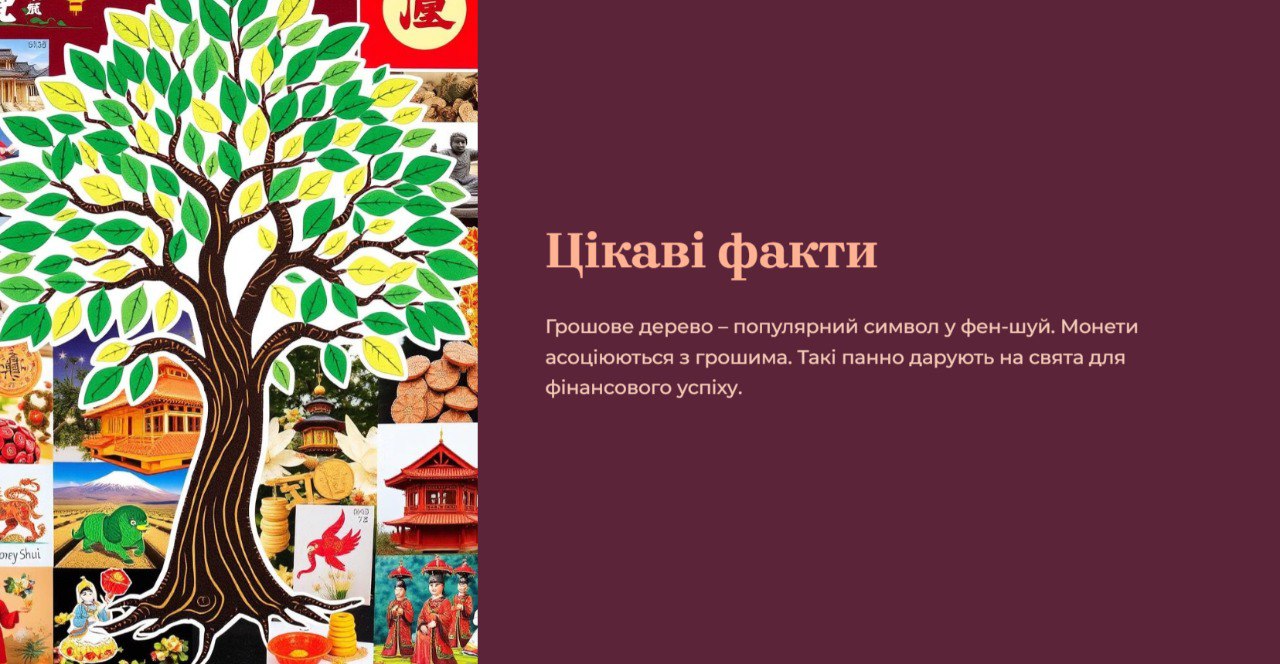 Цікаві факти
Грошове дерево – популярний символ у фен-шуй. Монети
асоціюються з грошима. Такі панно дарують на свята для
фінансового успіху.
Shui